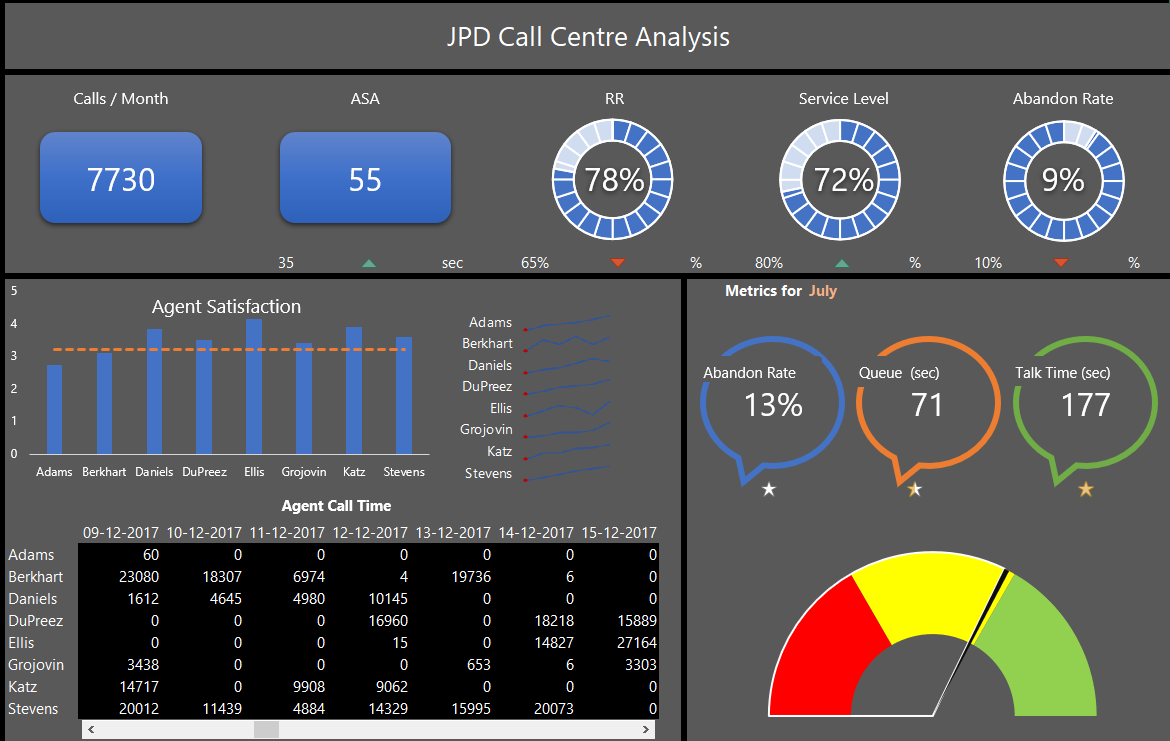 JPD Call Centre Analysis
Calls / Month ASA RR Service Level Abandon Rate
7730 55 78% 72% 9%
35 sec 65% % 80% % 10% %
Agent Satisfaction
5
4
3
2
1
0
Adams Berkhart Daniels DuPreez Ellis Grojovin Katz Stevens
Adams
Berkhart
Daniels
DuPreez
Ellis
Grojovin
Katz
Stevens
Metrics for July
Abandon Rate Queue (sec) Talk Time (sec)
13% 71 177
Agent Call Time
09-12-2017 10-12-2017 11-12-2017 12-12-2017 13-12-2017 14-12-2017 15-12-2017
Adams 60 0 0 0 0 0 0
Berkhart 23080 18307 6974 4 19736 6 0
Daniels 1612 4645 4980 10145 0 0 0
DuPreez 0 0 0 16960 0 18218 15889
Ellis 0 0 0 15 0 14827 27164
Grojovin 3438 0 0 0 653 6 3303
Katz 14717 0 9908 9062 0 0 0
Stevens 20012 11439 4884 14329 15995 20073 0